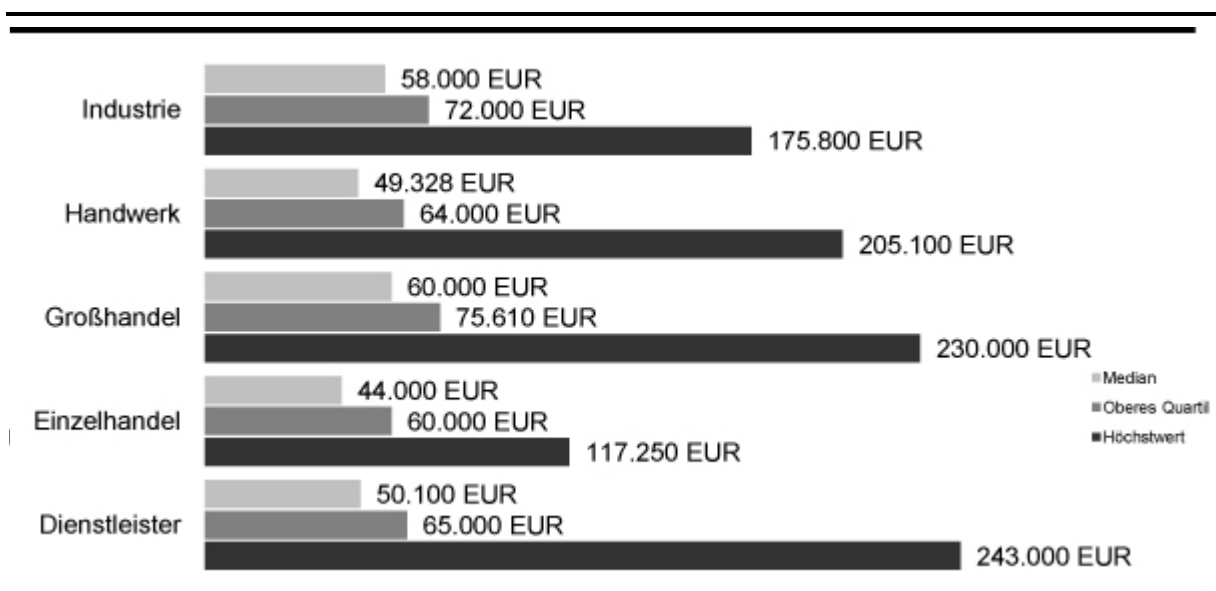 Industrie
58.000 EUR
72.000 EUR
175.800 EUR
Handwerk
49.328 EUR
64.000 EUR
205.100 EUR
Großhandel
60.000 EUR
75.610 EUR
230.000 EUR
Einzelhandel
44.000 EUR
60.000 EUR
117.250 EUR
Dienstleister
50.100 EUR
65.000 EUR
243.000 EUR
Median
Oberes Quartil
Höchstwert